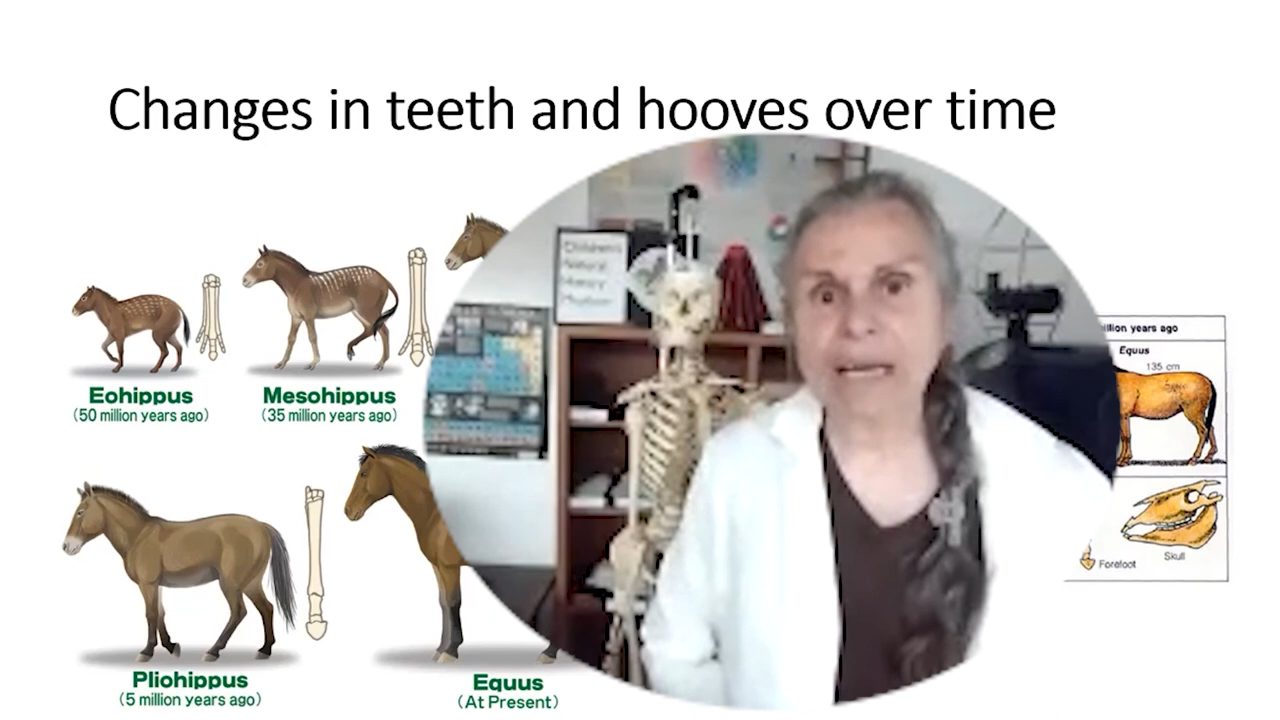 Changes in teeth and hooves over time
Children's
Natural
History
Museum
Eohippus
(50 million years ago)
Mesohippus
(35 million years ago)
million years ago
Equus
135 cm
Forefoot
Skull
Pliohippus
(5 million years ago)
Equus
(At Present)